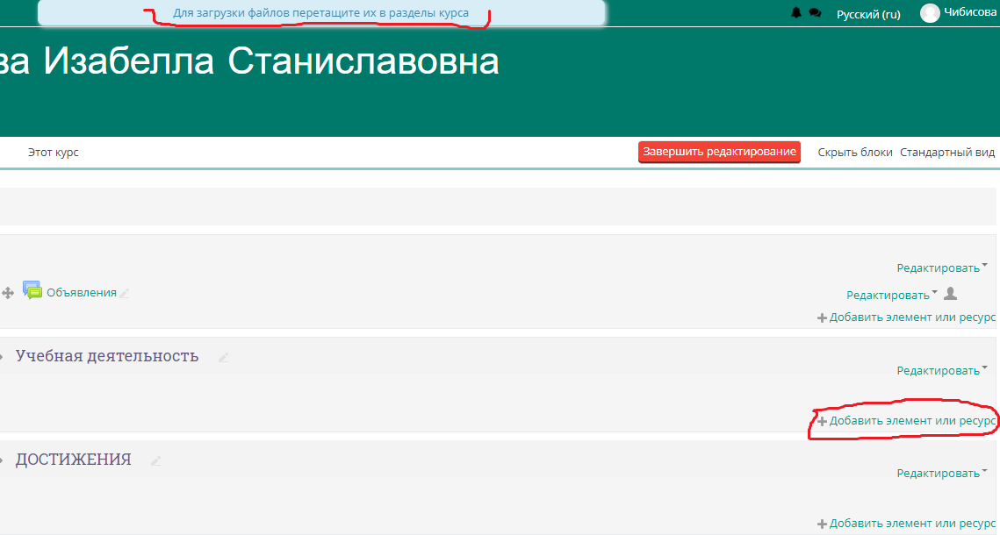 Для загрузки файлов перетащите их в разделы курса
Русский (ru)
Чибисова
ва Изабелла Станиславовна
Этот курс
Завершить редактирование
Скрыть блоки
Стандартный вид
Редактировать
Объявления
Редактировать
Добавить элемент или ресурс
Учебная деятельность
Редактировать
Добавить элемент или ресурс
ДОСТИЖЕНИЯ
Редактировать
Добавить элемент или ресурс